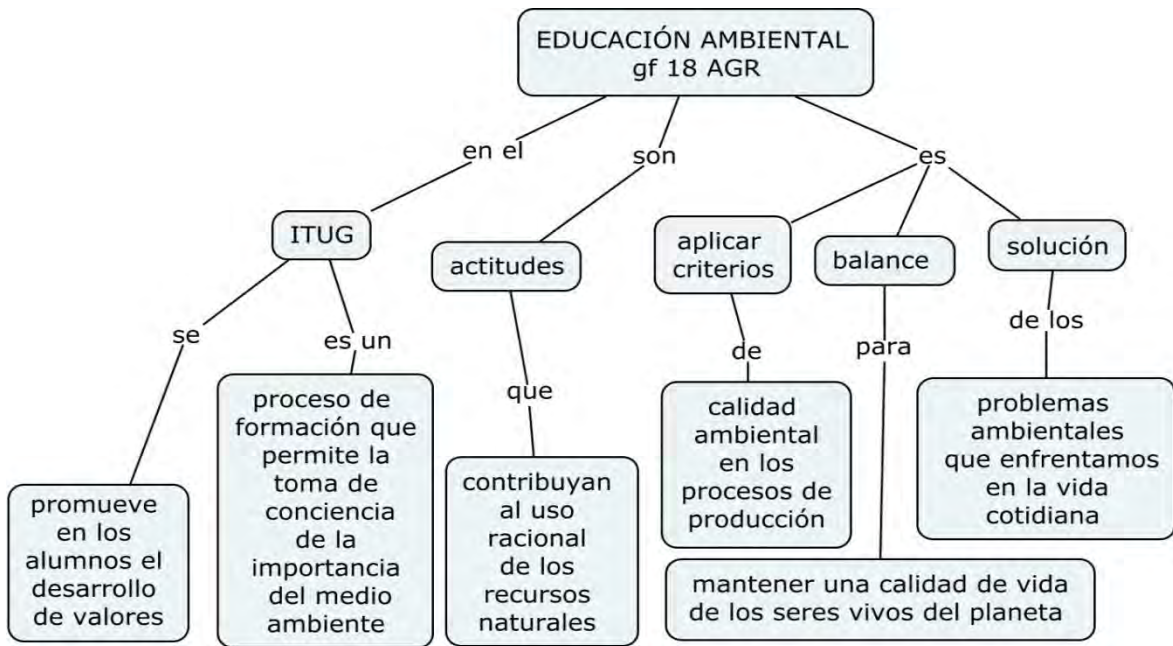 EDUCACIÓN AMBIENTAL
gf 18 AGR
en el
son
es
ITUG
actitudes
aplicar
criterios
balance
solución
se
es un
que
de
para
de los
promueve
en los
alumnos el
desarrollo
de valores
proceso de
formación que
permite la
toma de
conciencia
de la
importancia
del medio
ambiente
contribuyan
al uso
racional
de los
recursos
naturales
calidad
ambiental
en los
procesos de
producción
mantener una calidad de vida
de los seres vivos del planeta
problemas
ambientales
que enfrentamos
en la vida
cotidiana